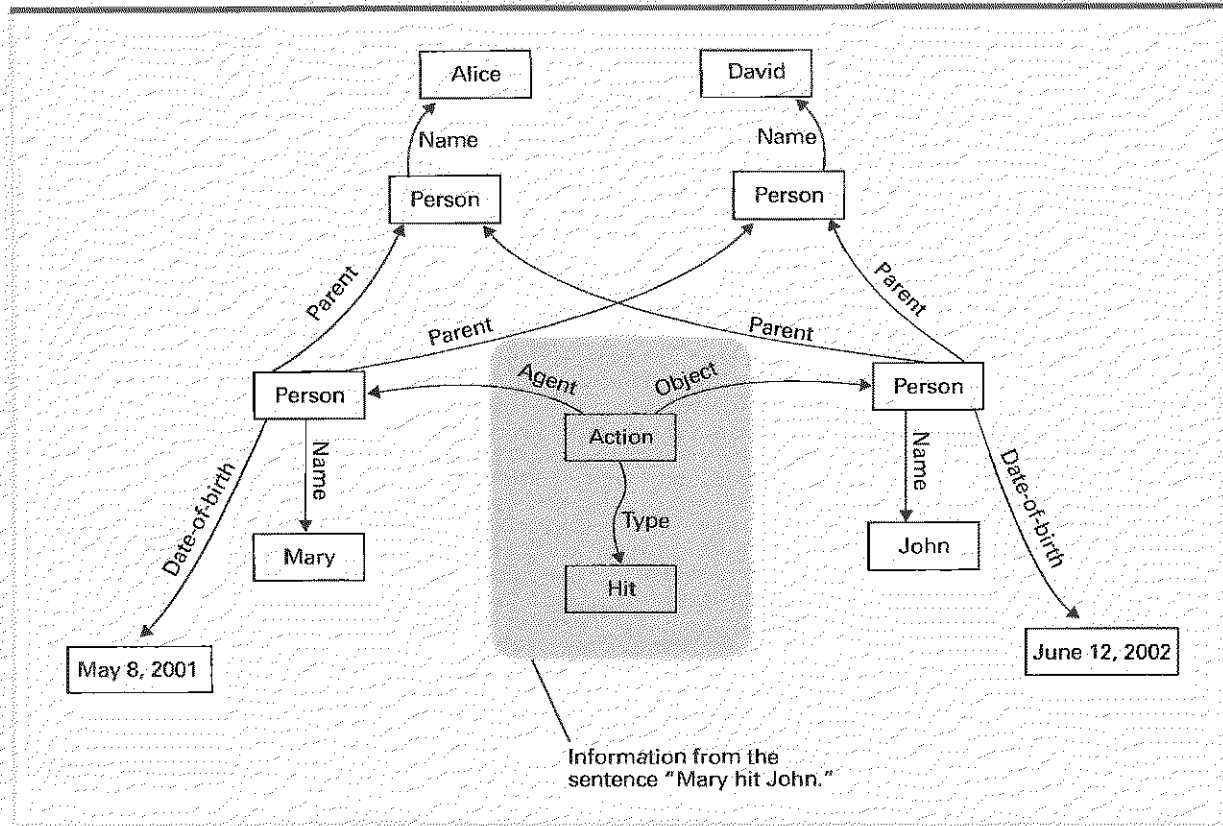 Alice
David
Name
Name
Person
Person
Parent
Parent
Parent
Parent
Person
Agent
Object
Person
Action
Date-of-birth
Name
Name
Date-of-birth
Type
Mary
John
Hit
May 8, 2001
June 12, 2002
Information from the
sentence "Mary hit John."